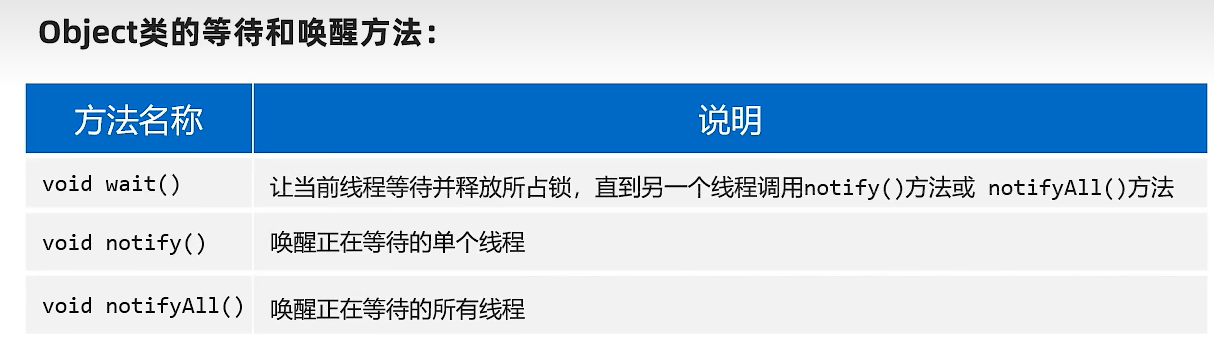 Object类的等待和唤醒方法：
方法名称 说明
void wait() 让当前线程等待并释放所占锁，直到另一个线程调用notify()方法或 notifyAll()方法
void notify() 唤醒正在等待的单个线程
void notifyAll() 唤醒正在等待的所有线程